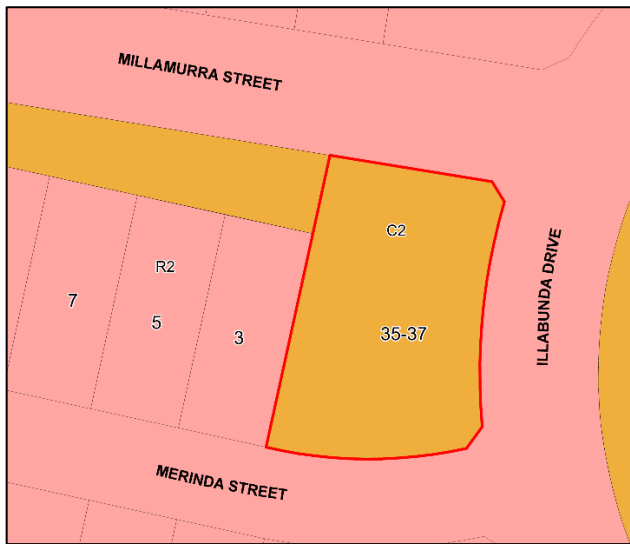 MILLAMURRA STREET
C2
ILLABUNDA DRIVE
R2
7
5
3
35-37
MERINDA STREET